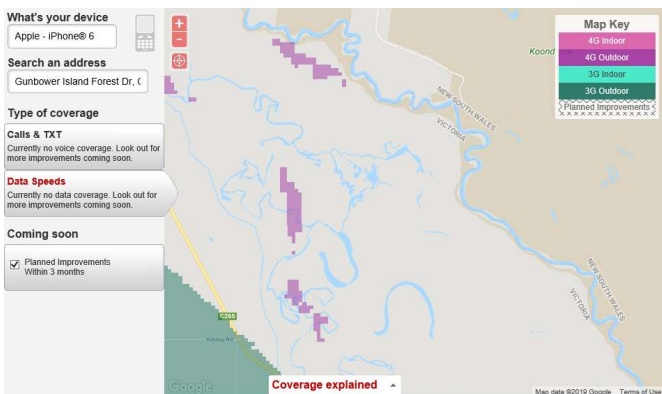 What's your device
Apple - iPhone® 6
Search an address
Gunbower Island Forest Dr, (
Type of coverage
Calls & TXT
Currently no voice coverage. Look out for
more improvements coming soon.
Data Speeds
Currently no data coverage. Look out for
more improvements coming soon.
Coming soon
Planned Improvements
Within 3 months
+
-
Map Key
4G Indoor
4G Outdoor
3G Indoor
3G Outdoor
Planned Improvements
Koond
NEW SOUTH WALES
VICTORIA
NEW SOUTH WALES
VICTORIA
C265
Google
Coverage explained
Map data ©2019 Google
Terms of Use